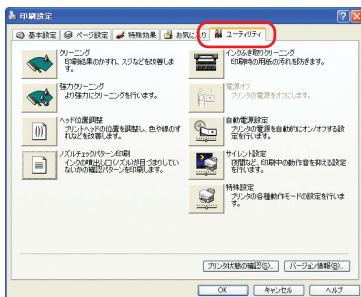 印刷設定
基本設定
ページ設定
特殊効果
お気に入り
ユーティリティ
クリーニング
印刷結果のかすれ、スジなどを改善しま
す。
インクふき取りクリーニング
印刷時の用紙の汚れを防ぎます。
強力クリーニング
より強力にクリーニングを行います。
電源オフ
プリンタの電源をオフにします。
ヘッド位置調整
プリントヘッドの位置を調整し、色や線のず
れなどを改善します。
自動電源設定
プリンタの電源を自動的にオン/オフする設
定を行います。
ノズルチェックパターン印刷
インクの噴出し口(ノズル)が目づまりしてい
ないかの確認パターンを印刷します。
サイレント設定
夜間など、印刷中の動作音を抑える設定
を行います。
特殊設定
プリンタの各種動作モードの設定を行いま
す。
プリンタ状態の確認(S)...
バージョン情報(B)...
OK
キャンセル
ヘルプ